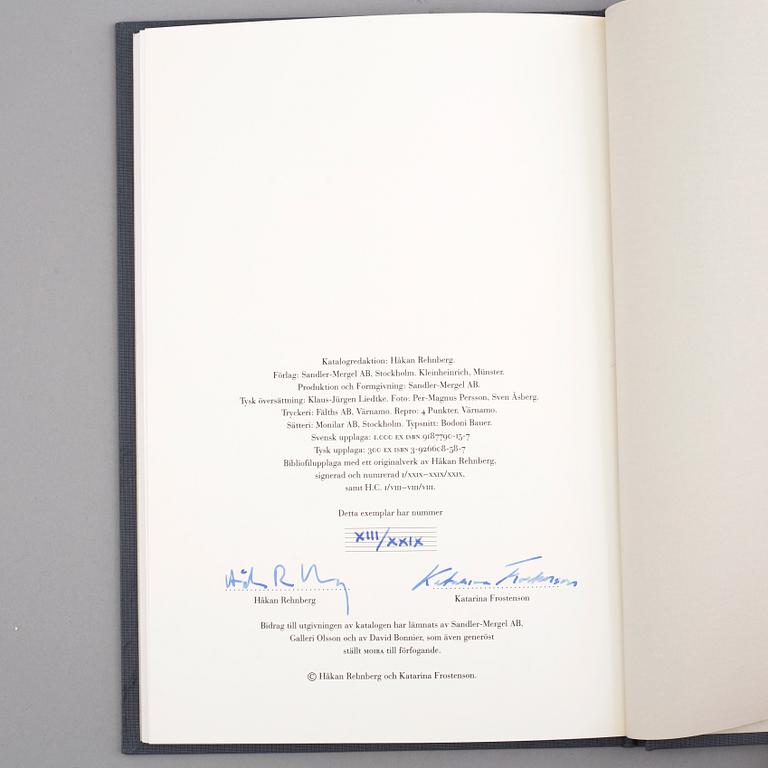 Katalogredaktion: Håkan Rehnberg.
Förlag: Sandler-Mergel AB, Stockholm. Kleinheinrich, Münster.
Produktion och Formgivning: Sandler-Mergel AB.
Tysk översättning: Klaus-Jürgen Liedtke. Foto: Per-Magnus Persson, Sven Åsberg.
Tryckeri: Fälths AB, Värnamo. Repro: 4 Punkter, Värnamo.
Sätteri: Monilar AB, Stockholm. Typsnitt: Bodoni Bauer.
Svensk upplaga: 1.000 EX ISBN 9187790-15-7
Tysk upplaga: 300 EX ISBN 3-926608-58-7
Bibliofilupplaga med ett originalverk av Håkan Rehnberg,
signerad och numrerad I/XXIX–XXIX/XXIX,
samt H.C. I/VIII–VIII/VIII.
Detta exemplar har nummer
XIII/XXIX
Håkan Rehnberg Katarina Frostenson
Håkan Rehnberg Katarina Frostenson
Bidrag till utgivningen av katalogen har lämnats av Sandler-Mergel AB,
Galleri Olsson och av David Bonnier, som även generöst
ställt MOIRA till förfogande.
© Håkan Rehnberg och Katarina Frostenson.